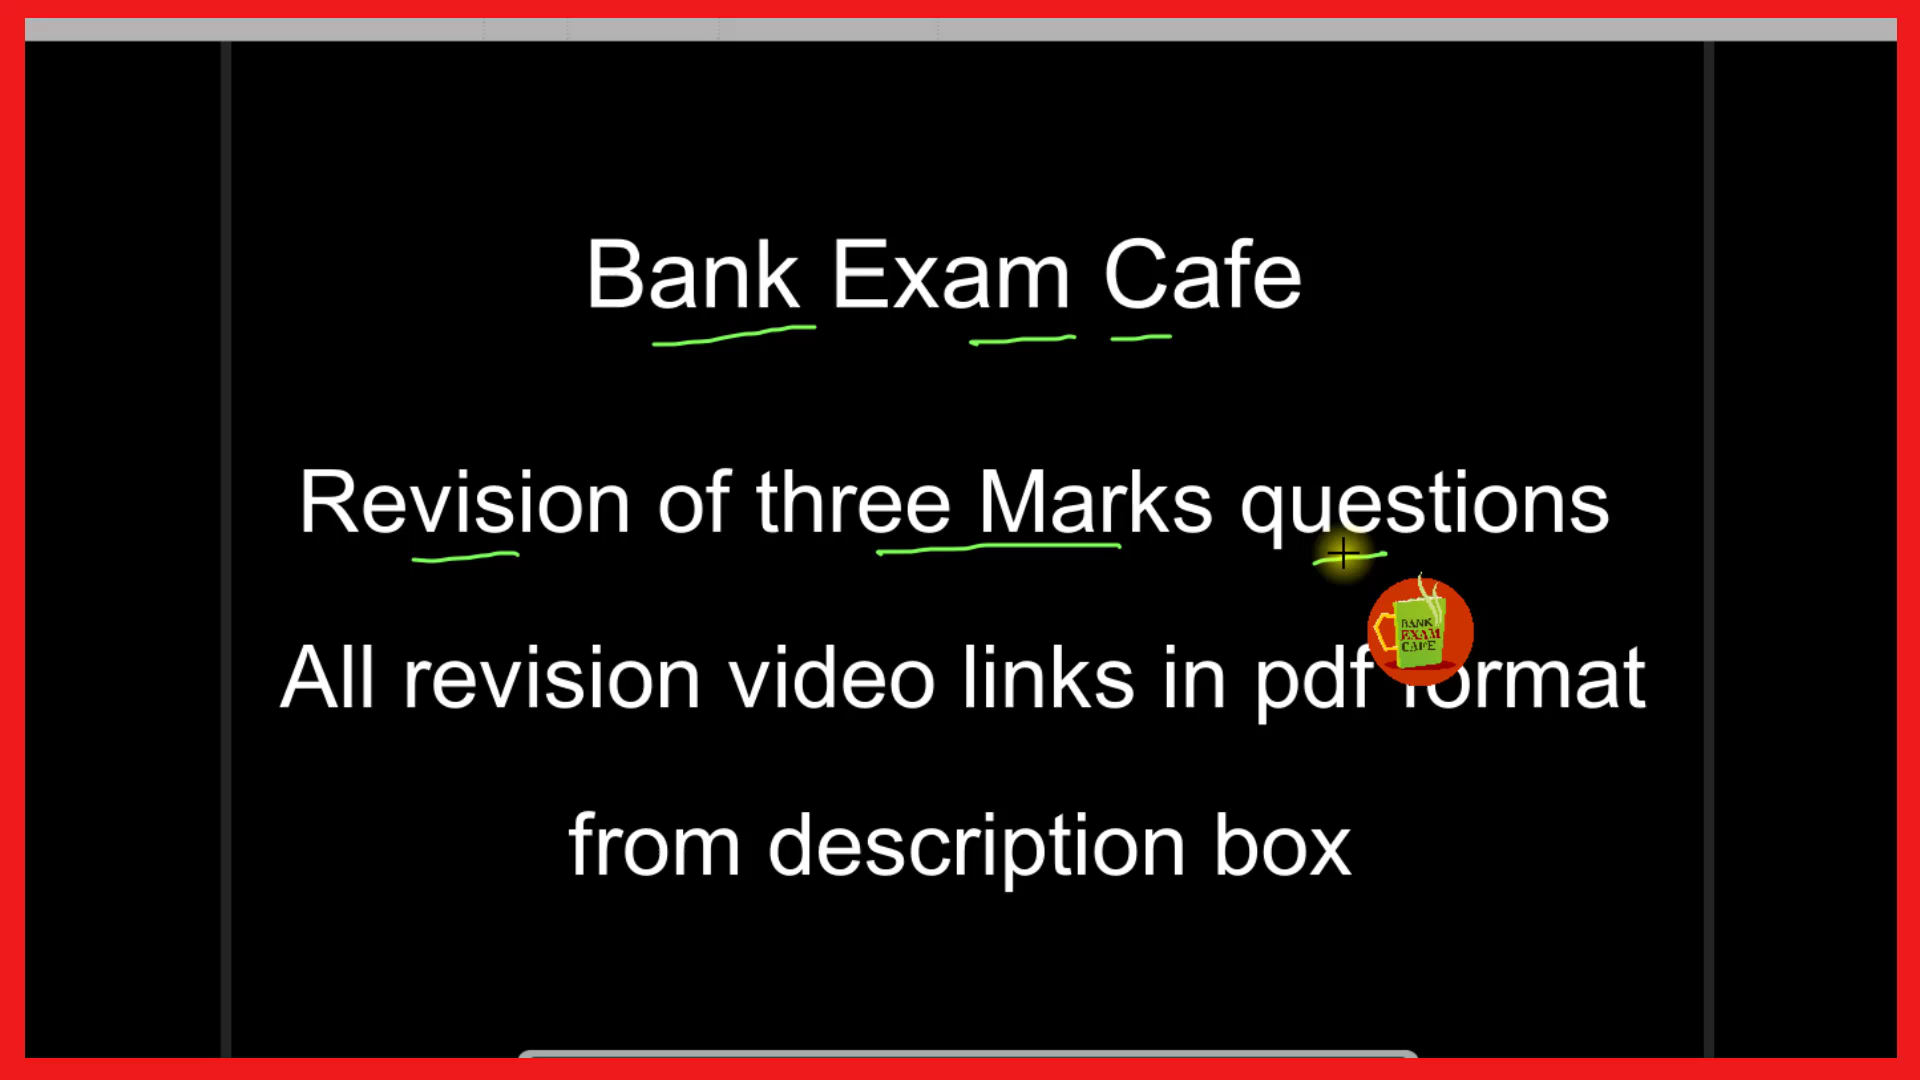 Bank Exam Cafe
Revision of three Marks questions
BANK
EXAM
CAFE
All revision video links in pdf format
from description box